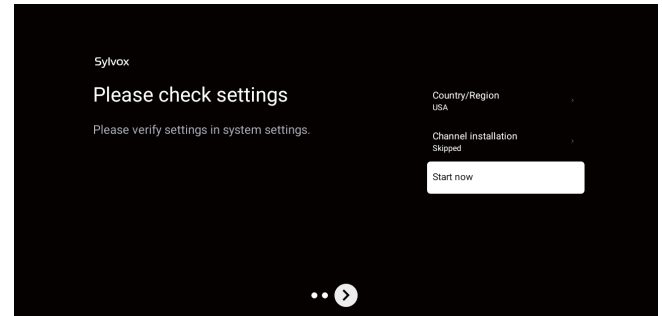 Sylvox
Please check settings
Please verify settings in system settings.
Country/Region
USA
Channel installation
Skipped
Start now